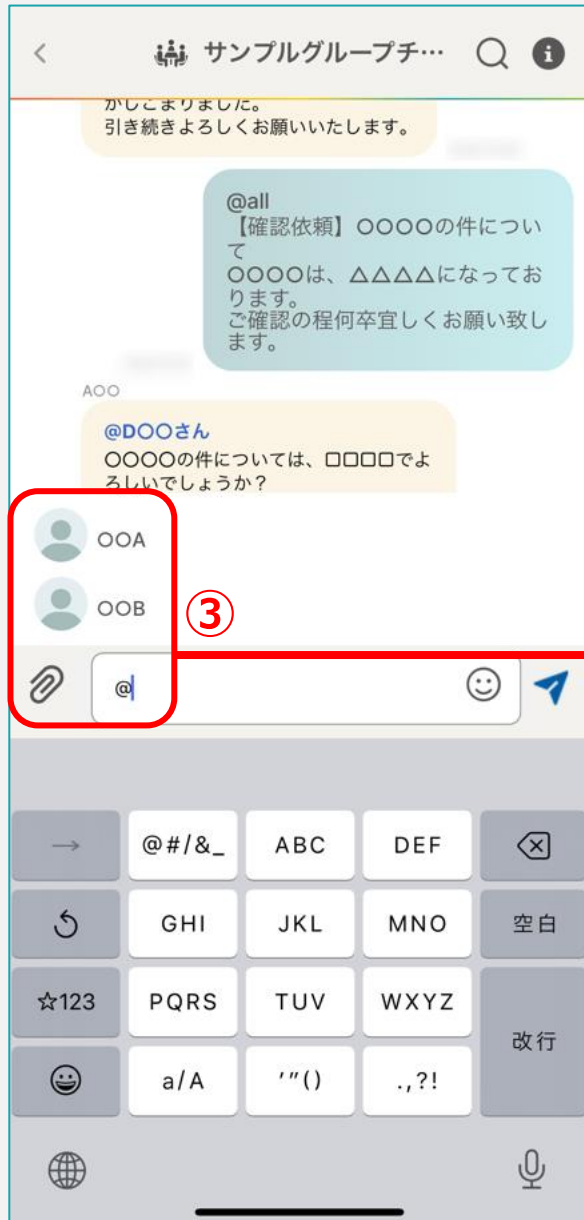 サンプルグループチ…
かしこまりました。
引き続きよろしくお願いいたします。
@all
【確認依頼】〇〇〇〇の件につい
て
〇〇〇〇は、△△△△になってお
ります。
ご確認の程何卒宜しくお願い致し
ます。
A〇〇
@D〇〇さん
〇〇〇〇の件については、□□□□でよ
ろしいでしょうか？
〇〇A
〇〇B
③
@
→ @#/&_ ABC DEF
GHI JKL MNO 空白
☆123 PQRS TUV WXYZ
改行
a/A '"() .,?!